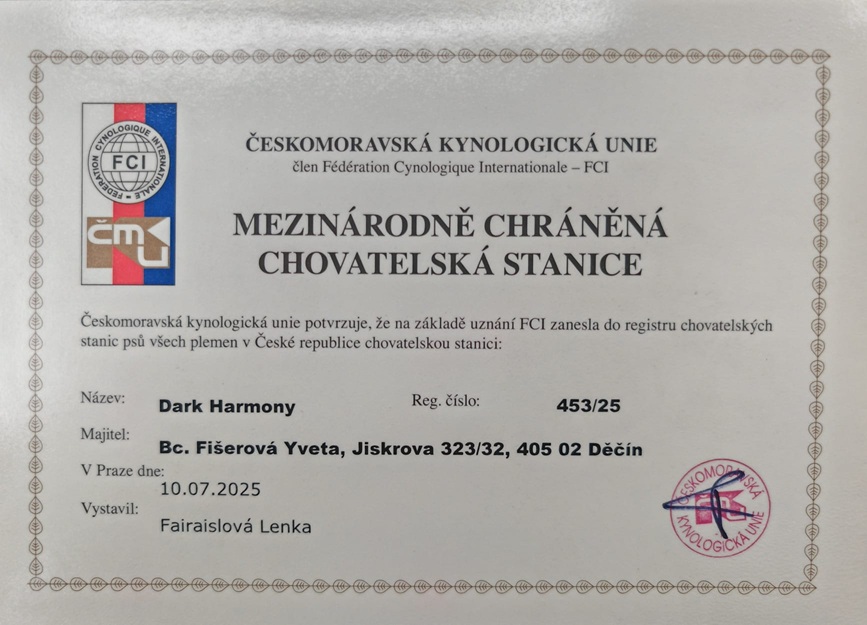 FEDERATION CYNOLOGIQUE INTERNATIONALE
FCI
čmku
ČESKOMORAVSKÁ KYNOLOGICKÁ UNIE
člen Fédération Cynologique Internationale – FCI
MEZINÁRODNĚ CHRÁNĚNÁ
CHOVATELSKÁ STANICE
Českomoravská kynologická unie potvrzuje, že na základě uznání FCI zanesla do registru chovatelských
stanic psů všech plemen v České republice chovatelskou stanici:
Název: Dark Harmony Reg. číslo: 453/25
Majitel: Bc. Fišerová Yveta, Jiskrova 323/32, 405 02 Děčín
V Praze dne: 10.07.2025
Vystavil: Fairaislová Lenka
ČESKOMORAVSKÁ
KYNOLOGICKÁ UNIE